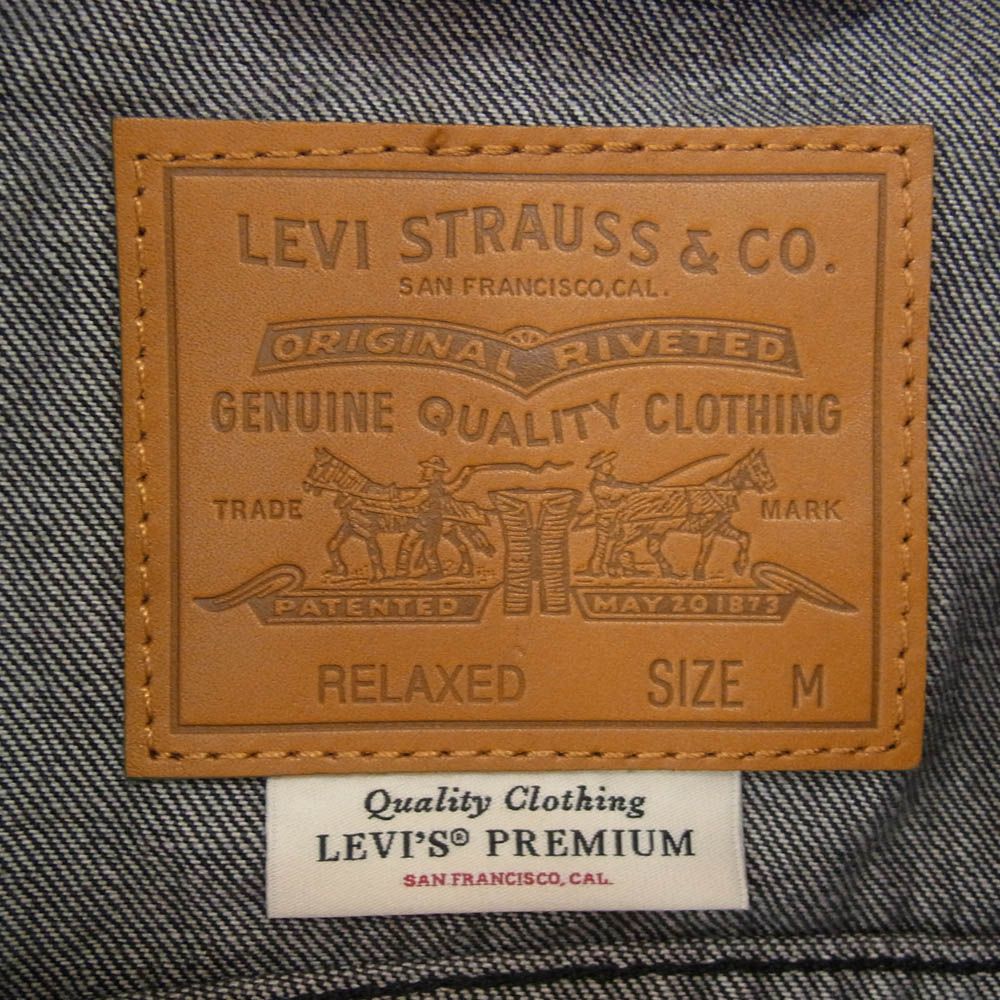 LEVI STRAUSS & CO.
SAN FRANCISCO, CAL.
ORIGINAL RIVETED
GENUINE QUALITY CLOTHING
TRADE MARK
PATENTED MAY 20 1873
RELAXED SIZE M
Quality Clothing
LEVI'S® PREMIUM
SAN FRANCISCO, CAL.